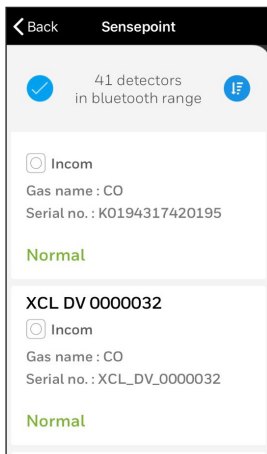 Back Sensepoint
41 detectors
in bluetooth range
Incom
Gas name : CO
Serial no. : K0194317420195
Normal
XCL DV 0000032
Incom
Gas name : CO
Serial no. : XCL_DV_0000032
Normal